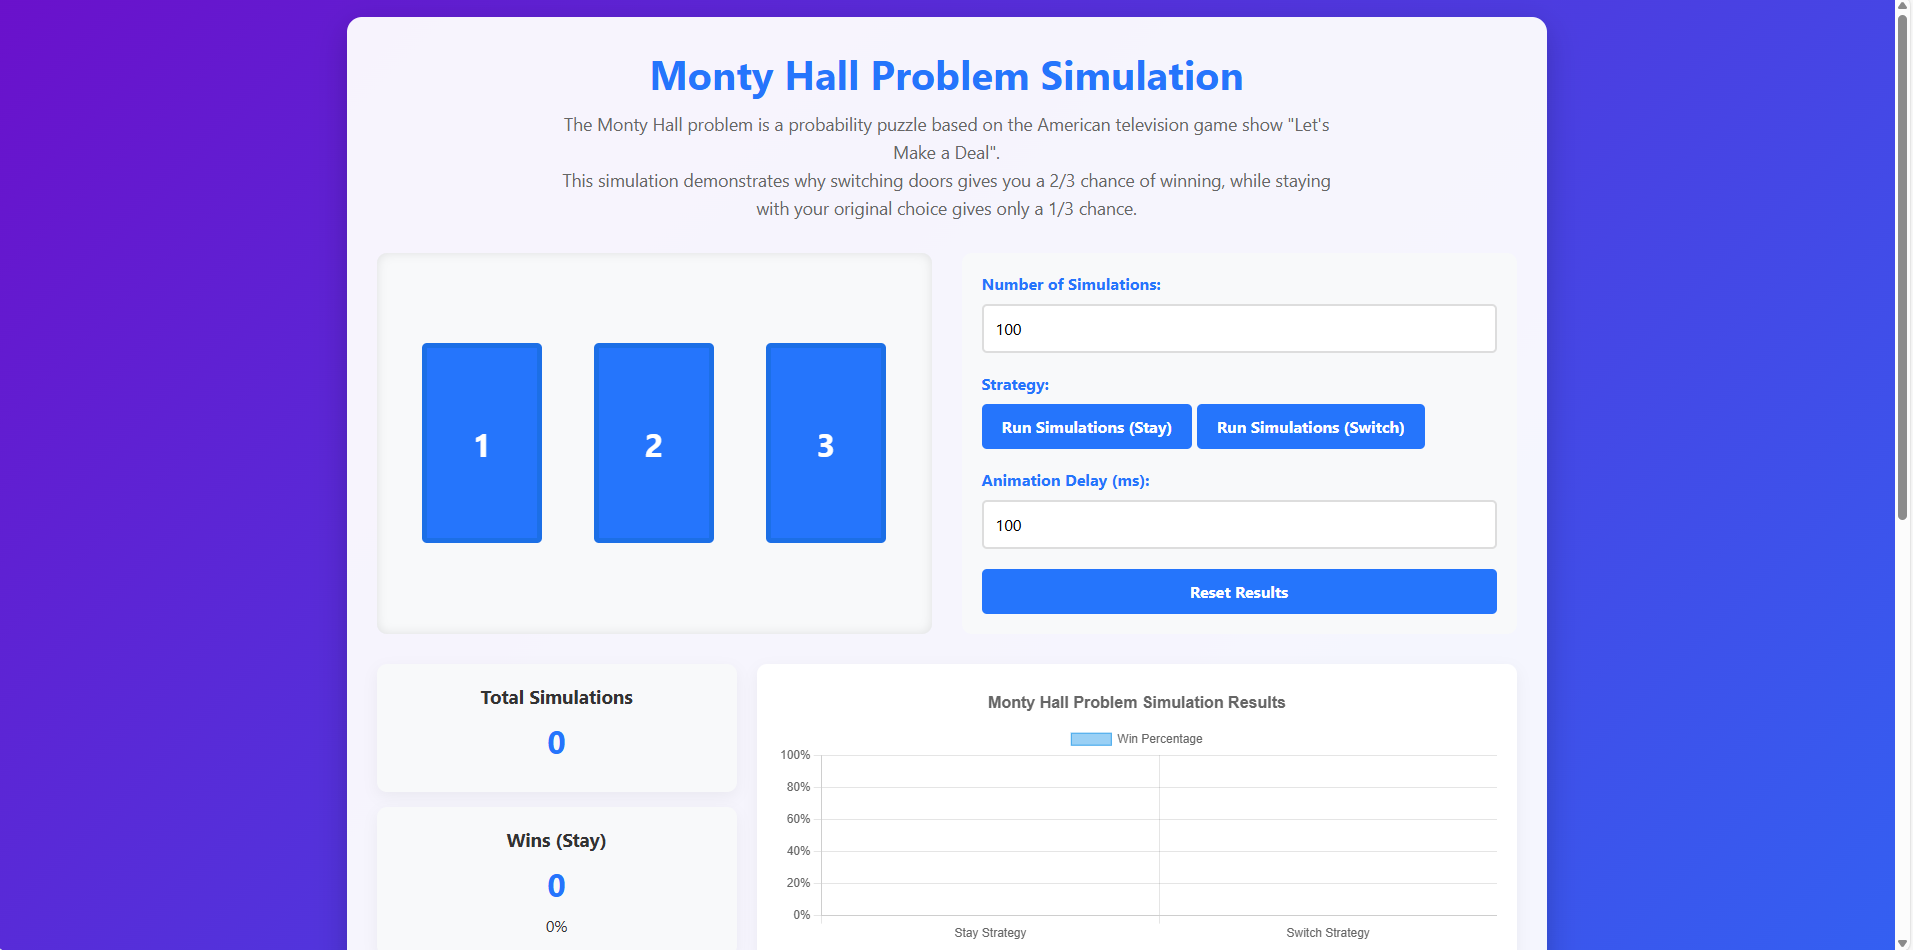 Monty Hall Problem Simulation
The Monty Hall problem is a probability puzzle based on the American television game show "Let's
Make a Deal".
This simulation demonstrates why switching doors gives you a 2/3 chance of winning, while staying
with your original choice gives only a 1/3 chance.
1
2
3
Number of Simulations:
100
Strategy:
Run Simulations (Stay)
Run Simulations (Switch)
Animation Delay (ms):
100
Reset Results
Total Simulations
0
Wins (Stay)
0
0%
Monty Hall Problem Simulation Results
Win Percentage
100%
80%
60%
40%
20%
0%
Stay Strategy
Switch Strategy